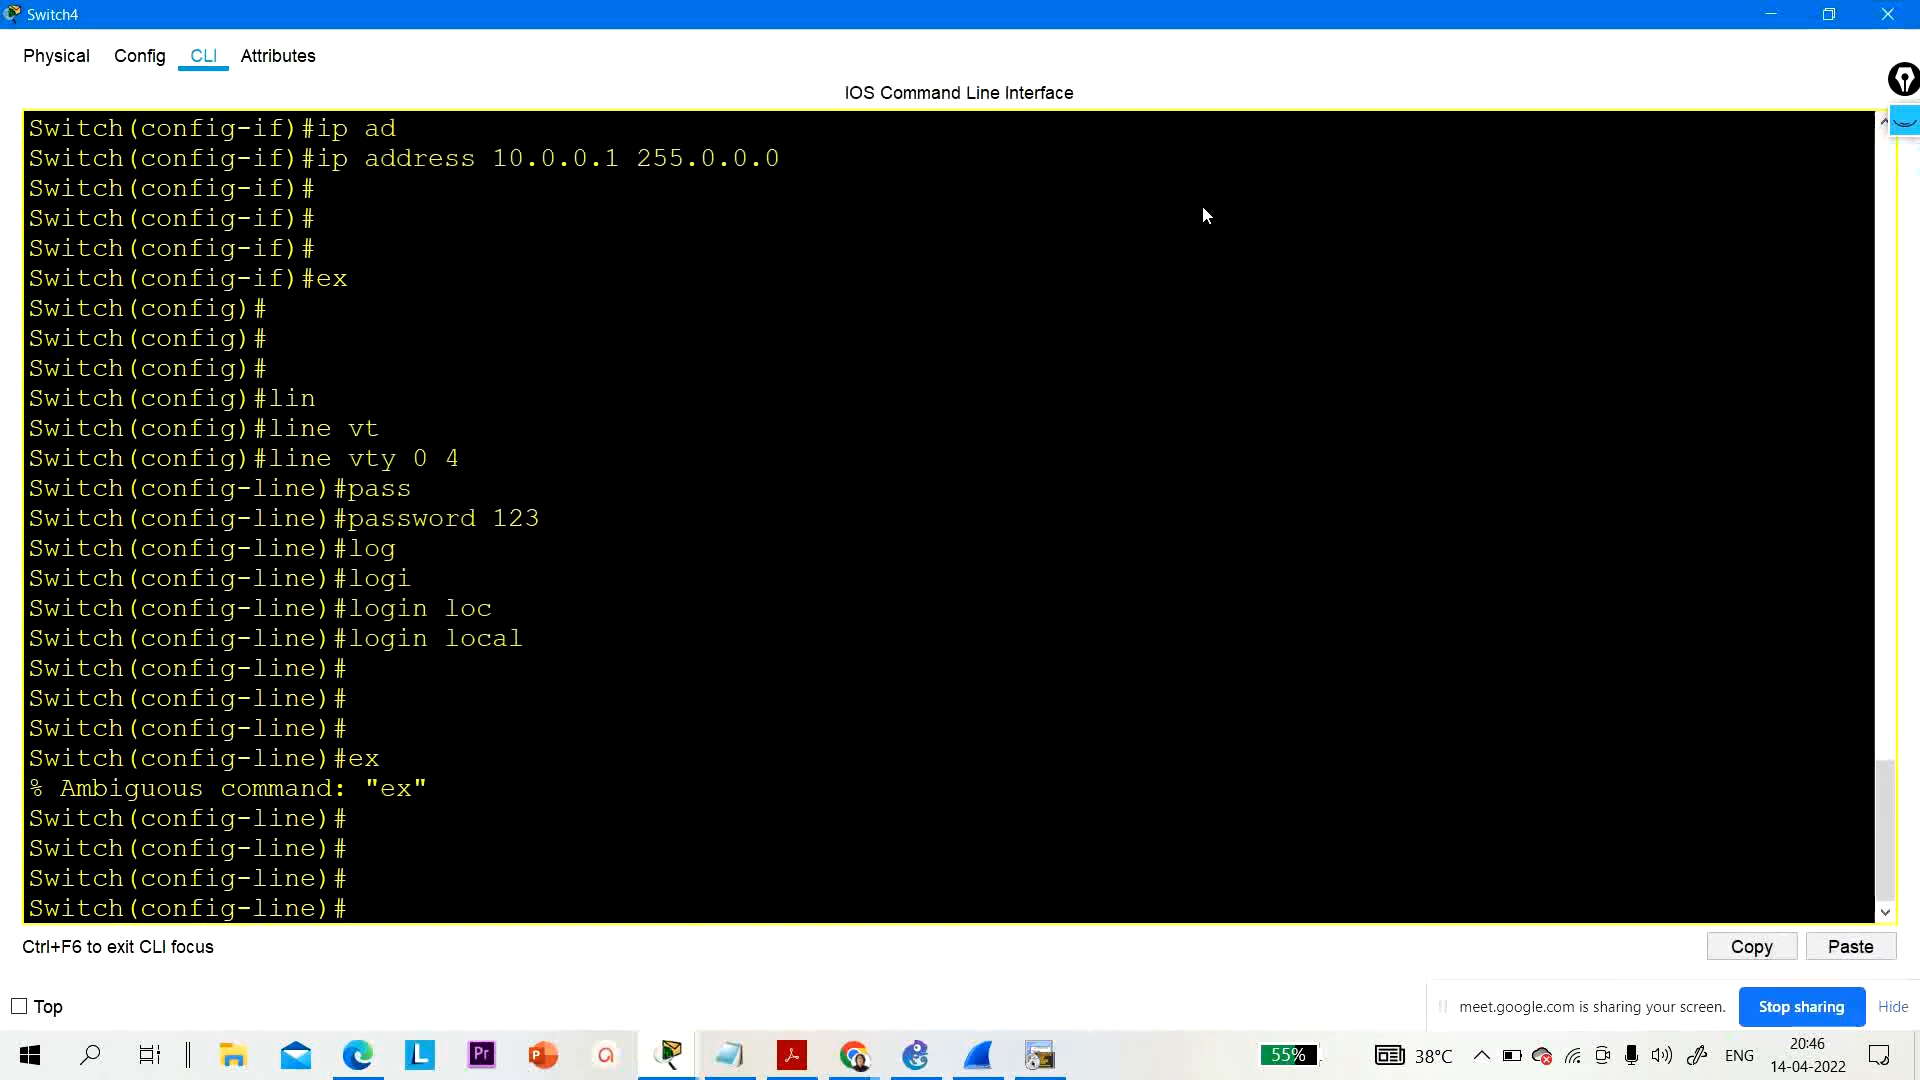 Switch4
Physical Config CLI Attributes
IOS Command Line Interface
Switch(config-if)#ip ad
Switch(config-if)#ip address 10.0.0.1 255.0.0.0
Switch(config-if)#
Switch(config-if)#
Switch(config-if)#
Switch(config-if)#ex
Switch(config)#
Switch(config)#
Switch(config)#
Switch(config)#lin
Switch(config)#line vt
Switch(config)#line vty 0 4
Switch(config-line)#pass
Switch(config-line)#password 123
Switch(config-line)#log
Switch(config-line)#logi
Switch(config-line)#login loc
Switch(config-line)#login local
Switch(config-line)#
Switch(config-line)#
Switch(config-line)#
Switch(config-line)#ex
% Ambiguous command: "ex"
Switch(config-line)#
Switch(config-line)#
Switch(config-line)#
Switch(config-line)#
Ctrl+F6 to exit CLI focus
Copy Paste
Top
meet.google.com is sharing your screen. Stop sharing Hide
L Pr P a 55% 38°C ENG 20:46
14-04-2022